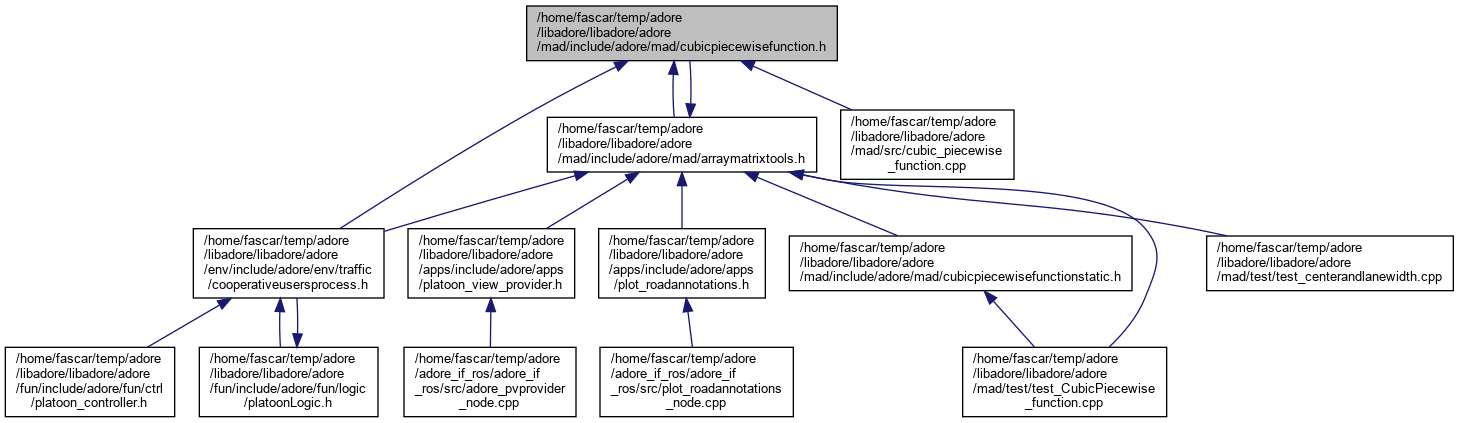 /home/fascar/temp/adore
/libadore/libadore/adore
/mad/include/adore/mad/cubicpiecewisefunction.h
/home/fascar/temp/adore
/libadore/libadore/adore
/mad/include/adore/mad/arraymatrixtools.h
/home/fascar/temp/adore
/libadore/libadore/adore
/mad/src/cubic_piecewise
_function.cpp
/home/fascar/temp/adore
/libadore/libadore/adore
/env/include/adore/env/traffic
/cooperativeusersprocess.h
/home/fascar/temp/adore
/libadore/libadore/adore
/apps/include/adore/apps
/platoon_view_provider.h
/home/fascar/temp/adore
/libadore/libadore/adore
/apps/include/adore/apps
/plot_roadannotations.h
/home/fascar/temp/adore
/libadore/libadore/adore
/mad/include/adore/mad/cubicpiecewisefunctionstatic.h
/home/fascar/temp/adore
/libadore/libadore/adore
/mad/test/test_centerandlanewidth.cpp
/home/fascar/temp/adore
/libadore/libadore/adore
/fun/include/adore/fun/ctrl
/platoon_controller.h
/home/fascar/temp/adore
/libadore/libadore/adore
/fun/include/adore/fun/logic
/platoonLogic.h
/home/fascar/temp/adore
/adore_if_ros/adore_if
_ros/src/adore_pvprovider
_node.cpp
/home/fascar/temp/adore
/adore_if_ros/adore_if
_ros/src/plot_roadannotations
_node.cpp
/home/fascar/temp/adore
/libadore/libadore/adore
/mad/test/test_CubicPiecewise
_function.cpp